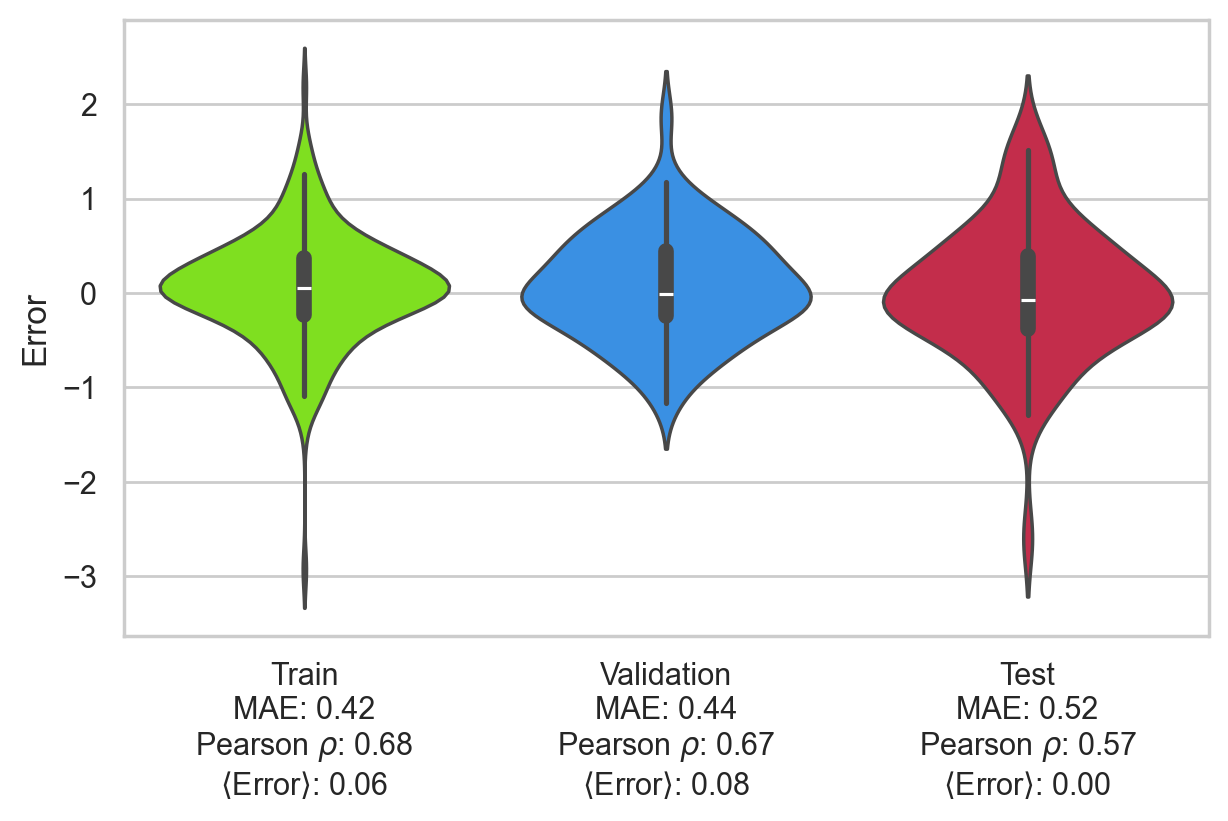 2
1
0
−1
−2
−3
Error
Train
MAE: 0.42
Pearson ρ: 0.68
⟨Error⟩: 0.06
Validation
MAE: 0.44
Pearson ρ: 0.67
⟨Error⟩: 0.08
Test
MAE: 0.52
Pearson ρ: 0.57
⟨Error⟩: 0.00